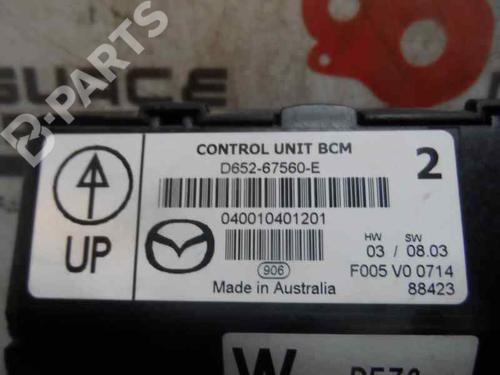 B-PARTS
CONTROL UNIT BCM
D652-67560-E
2
040010401201
UP
HW SW
03 / 08.03
906
F005 V0 0714
Made in Australia
88423
W